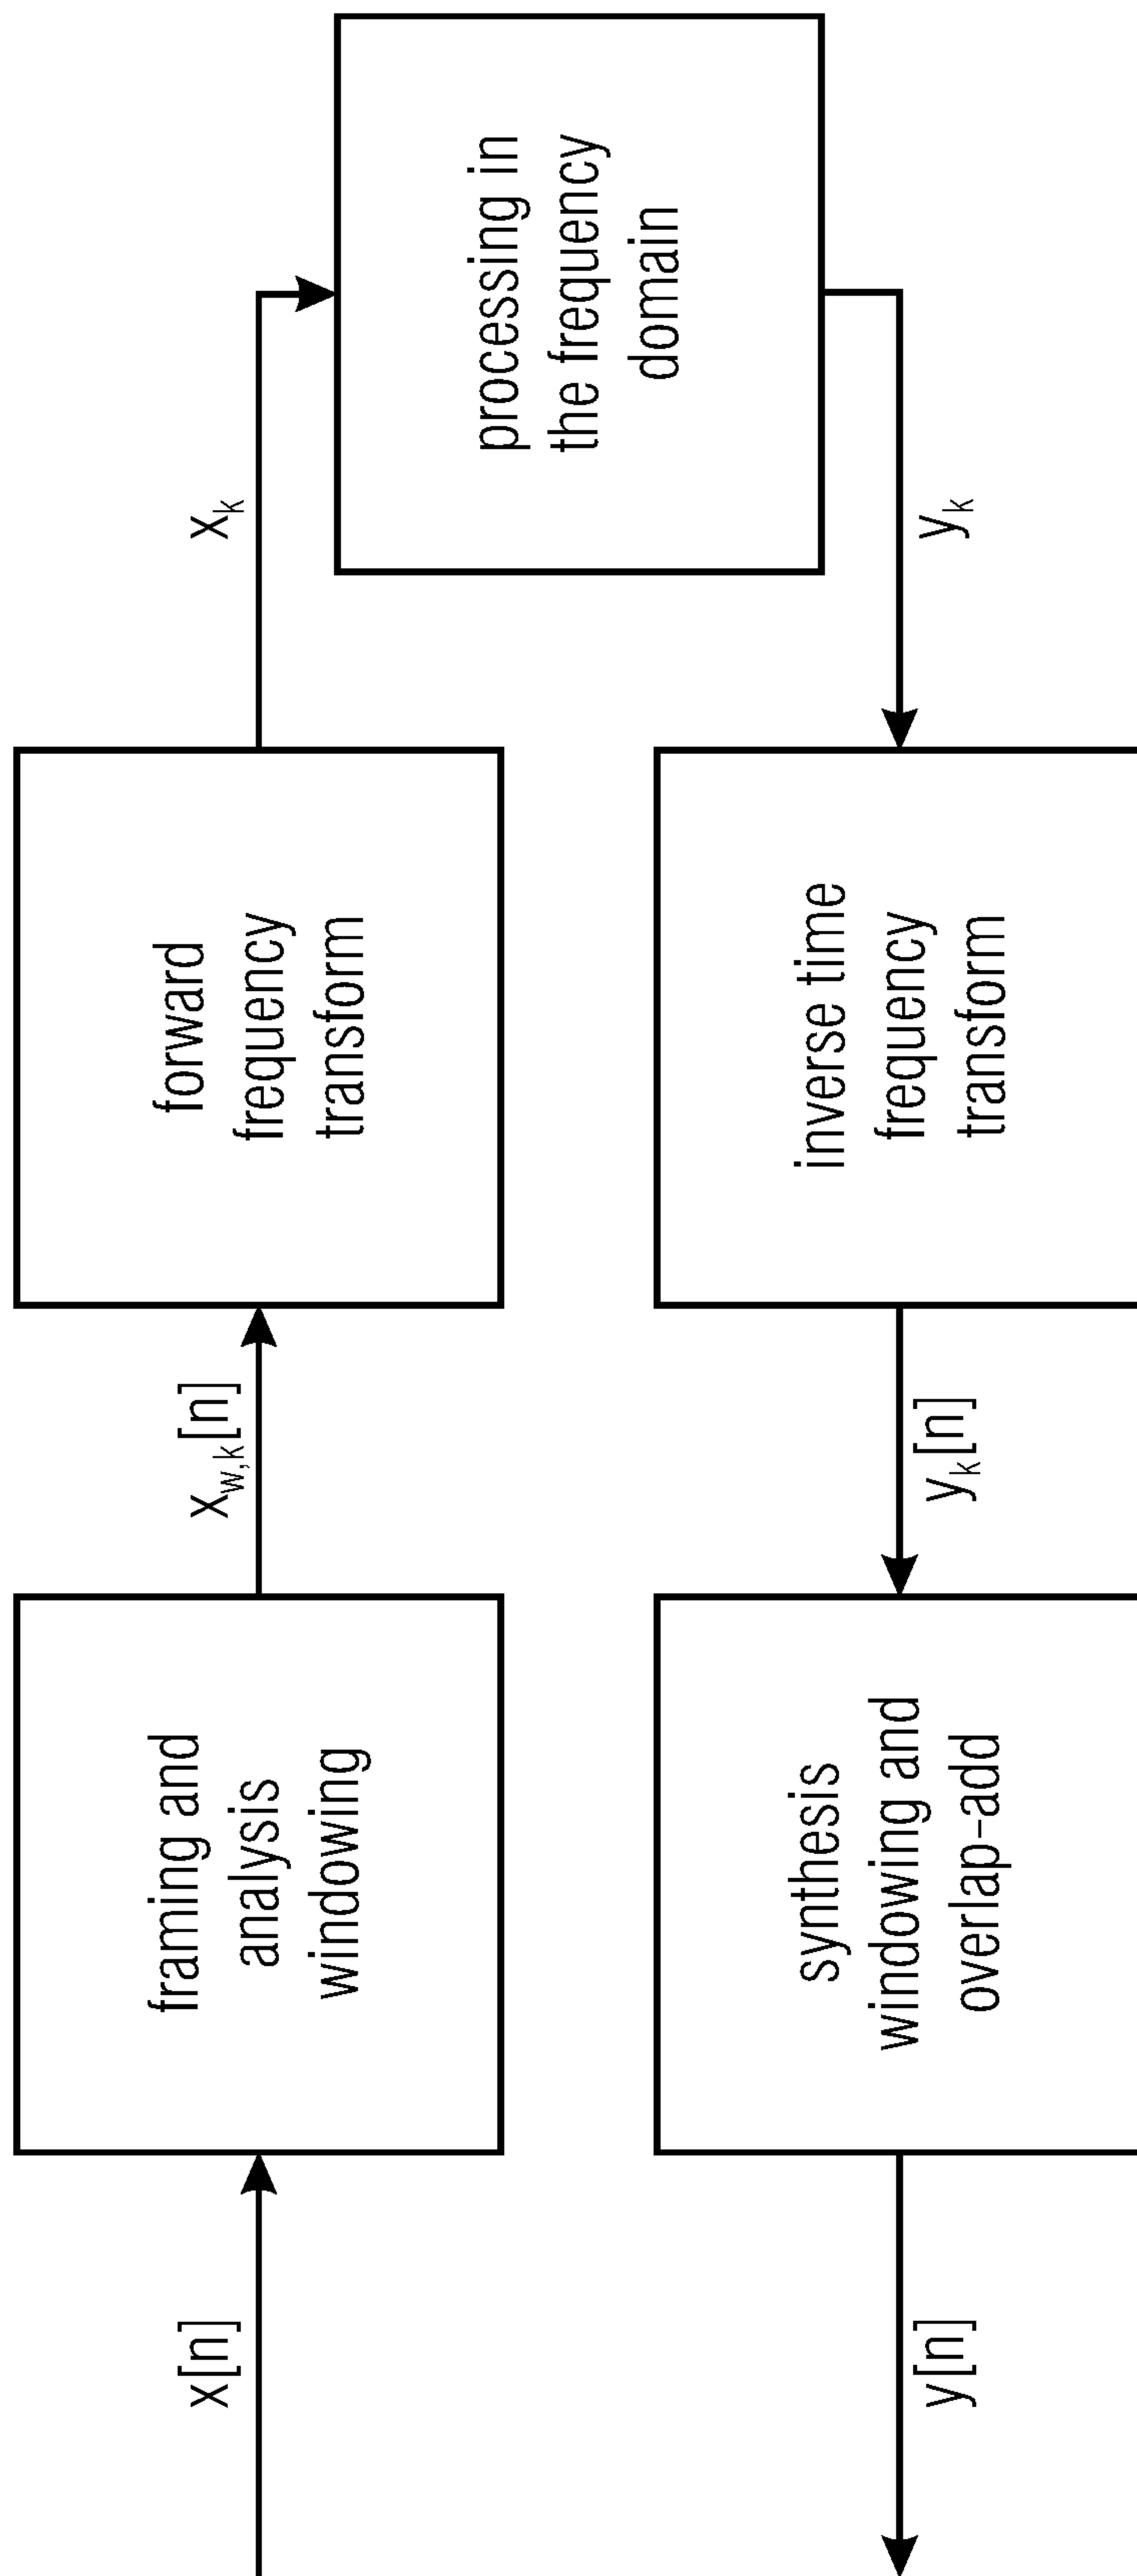 x[n]
framing and
analysis
windowing
x_w,k[n]
forward
frequency
transform
x_k
processing in
the frequency
domain
y_k
inverse time
frequency
transform
y_k[n]
synthesis
windowing and
overlap-add
y[n]